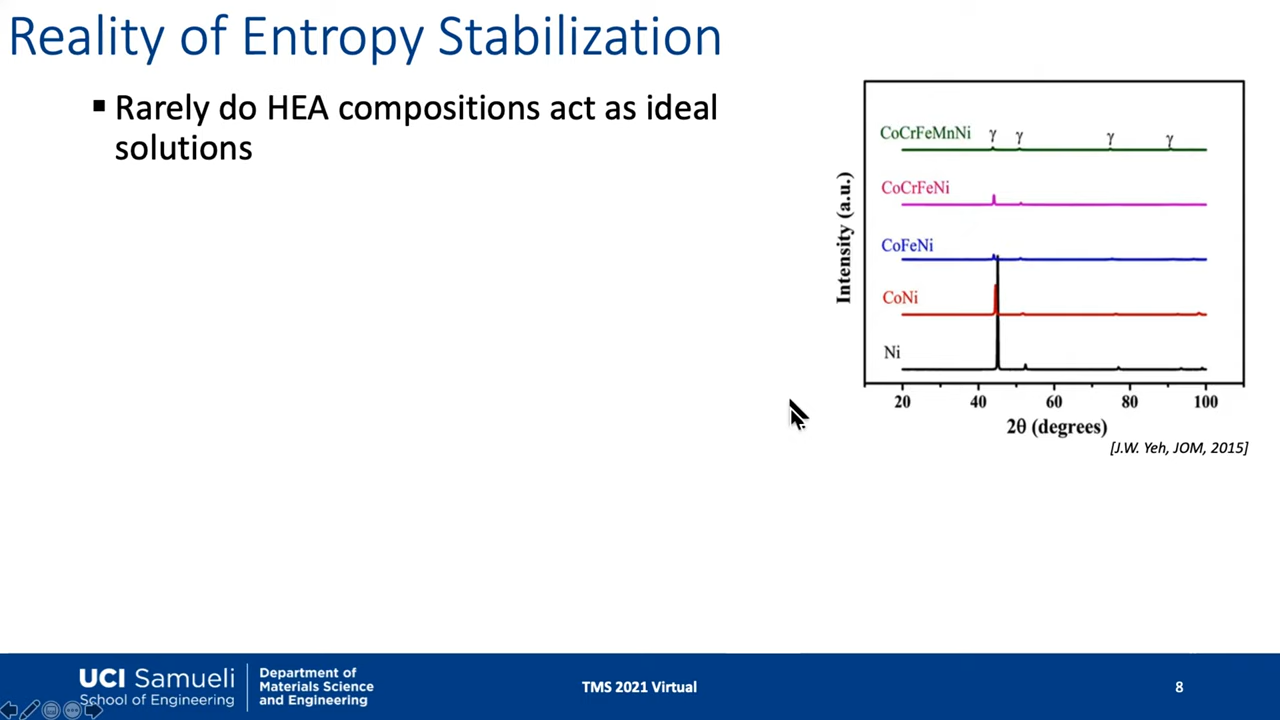 Reality of Entropy Stabilization
▪ Rarely do HEA compositions act as ideal
solutions
CoCrFeMnNi γ γ γ γ
CoCrFeNi
CoFeNi
CoNi
Ni
Intensity (a.u.)
20 40 60 80 100
2θ (degrees)
[J.W. Yeh, JOM, 2015]
UCI Samueli
School of Engineering
Department of
Materials Science
and Engineering
TMS 2021 Virtual
8